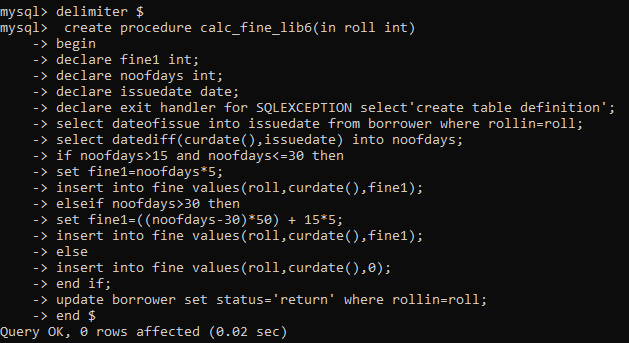 mysql> delimiter $
mysql>  create procedure calc_fine_lib6(in roll int)
    -> begin
    -> declare fine1 int;
    -> declare noofdays int;
    -> declare issuedate date;
    -> declare exit handler for SQLEXCEPTION select'create table definition';
    -> select dateofissue into issuedate from borrower where rollin=roll;
    -> select datediff(curdate(),issuedate) into noofdays;
    -> if noofdays>15 and noofdays<=30 then
    -> set fine1=noofdays*5;
    -> insert into fine values(roll,curdate(),fine1);
    -> elseif noofdays>30 then
    -> set fine1=((noofdays-30)*50) + 15*5;
    -> insert into fine values(roll,curdate(),fine1);
    -> else
    -> insert into fine values(roll,curdate(),0);
    -> end if;
    -> update borrower set status='return' where rollin=roll;
    -> end $
Query OK, 0 rows affected (0.02 sec)